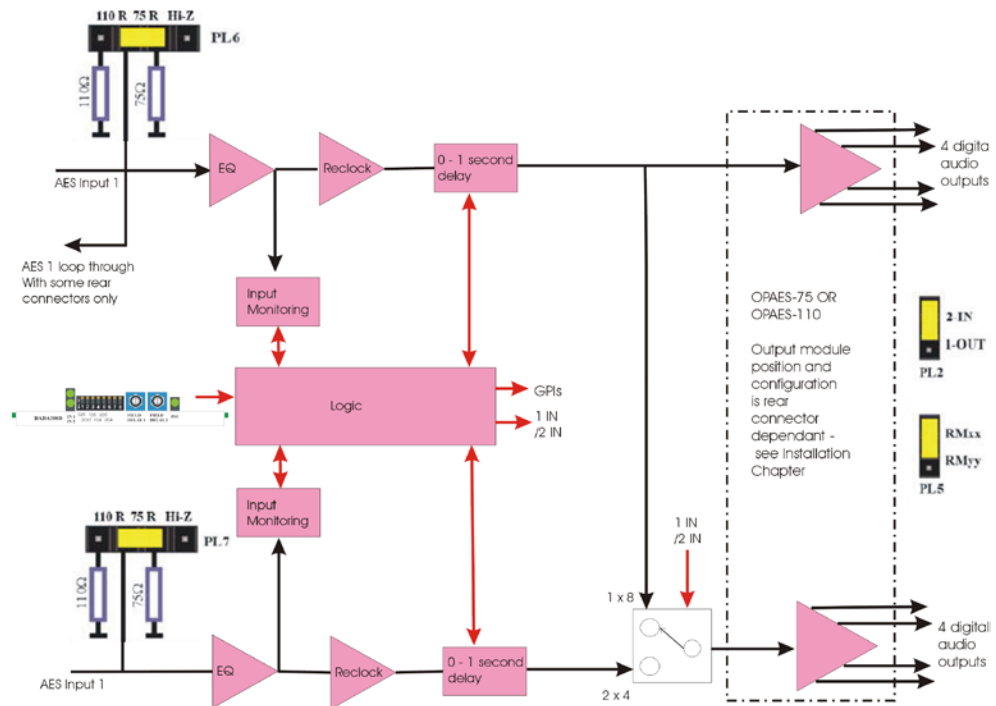 110 R 75 R Hi-Z
PL6
110Ω
75Ω
AES Input 1
EQ
Reclock
0 - 1 second
delay
4 digital
audio
outputs
AES 1 loop through
With some rear
connectors only
Input
Monitoring
OPAES-75 OR
OPAES-110
Output module
position and
configuration
is rear
connector
dependant -
see Installation
Chapter
2-IN
1-OUT
PL2
RMxx
RMyy
PL5
Logic
GPIs
1 IN
/2 IN
Input
Monitoring
110 R 75 R Hi-Z
PL7
110Ω
75Ω
AES Input 1
EQ
Reclock
0 - 1 second
delay
1 IN
/2 IN
1 x 8
2 x 4
4 digitall
audio
outputs